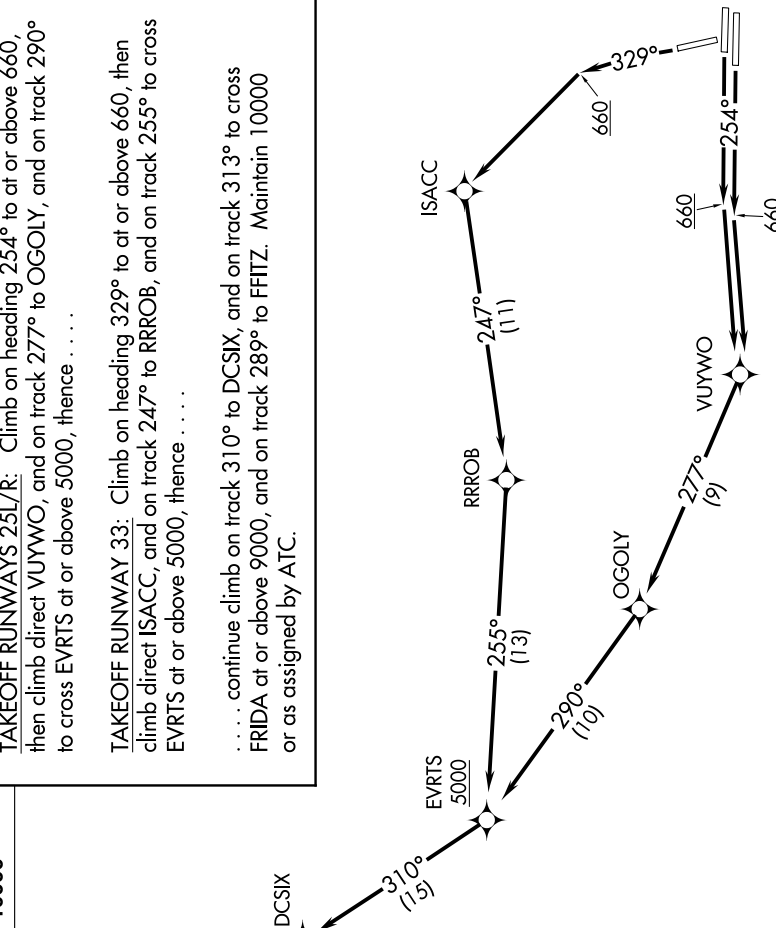 TAKEOFF RUNWAYS 25L/R: Climb on heading 254° to at or above 660,
then climb direct VUYWO, and on track 277° to OGOLY, and on track 290°
to cross EVRTS at or above 5000, thence . . . .
TAKEOFF RUNWAY 33: Climb on heading 329° to at or above 660, then
climb direct ISACC, and on track 247° to RRROB, and on track 255° to cross
EVRTS at or above 5000, thence . . . . .
. . . . continue climb on track 310° to DCSIX, and on track 313° to cross
FRIDA at or above 9000, and on track 289° to FFITZ. Maintain 10000
or as assigned by ATC.
329°
660
ISACC
254°
660
660
247°
(11)
VUYWO
RRROB
277°
(9)
OGOLY
255°
(13)
290°
(10)
EVRTS
5000
310°
(15)
DCSIX